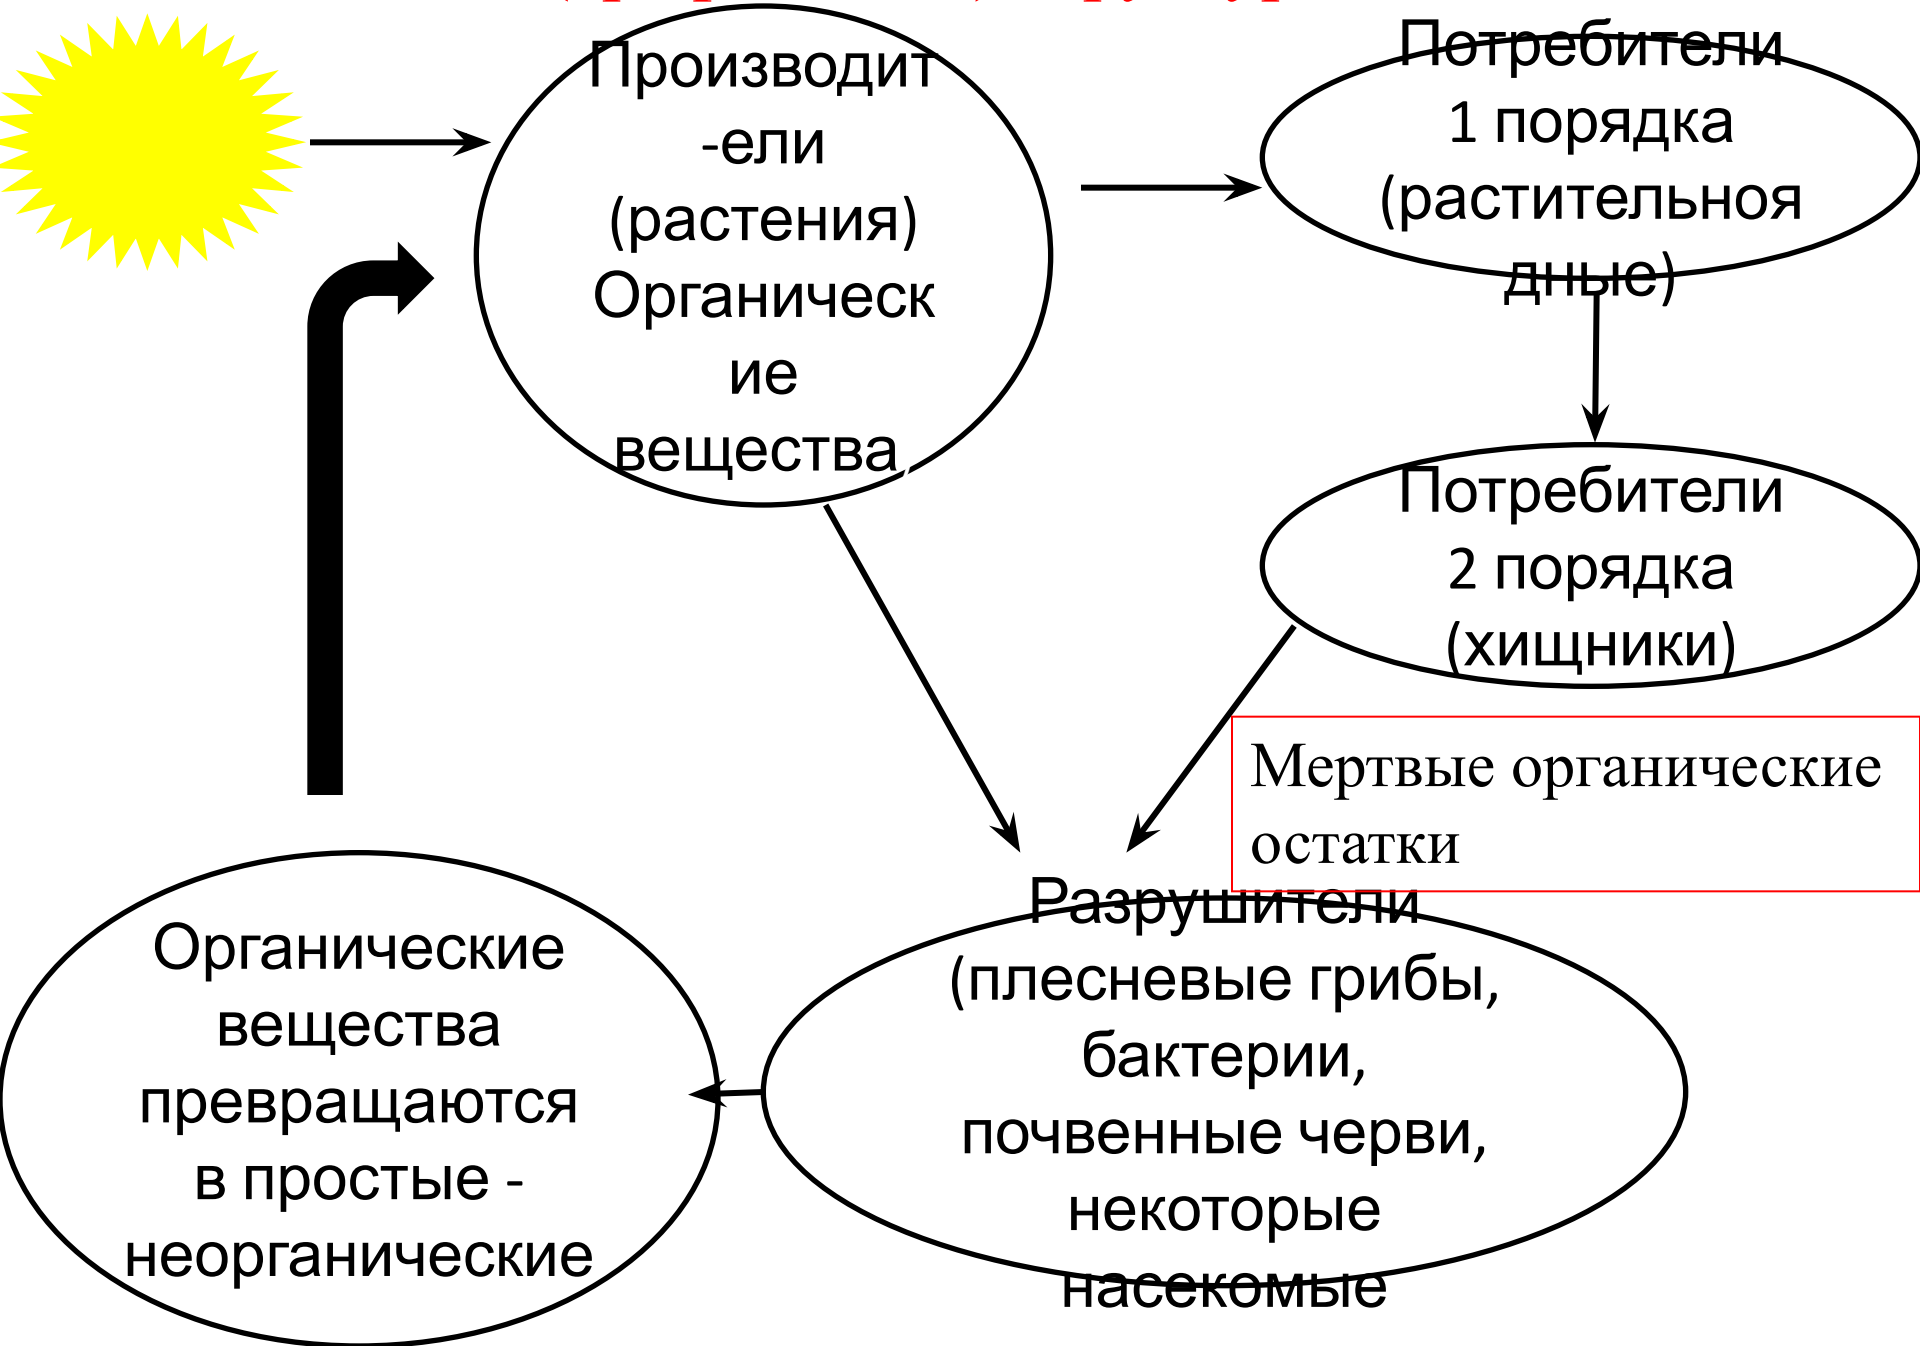 Производит
-ели
(растения)
Органическ
ие
вещества
Потребители
1 порядка
(растительноя
дные)
Потребители
2 порядка
(хищники)
Мертвые органические
остатки
Разрушители
(плесневые грибы,
бактерии,
почвенные черви,
некоторые
насекомые
Органические
вещества
превращаются
в простые -
неорганические